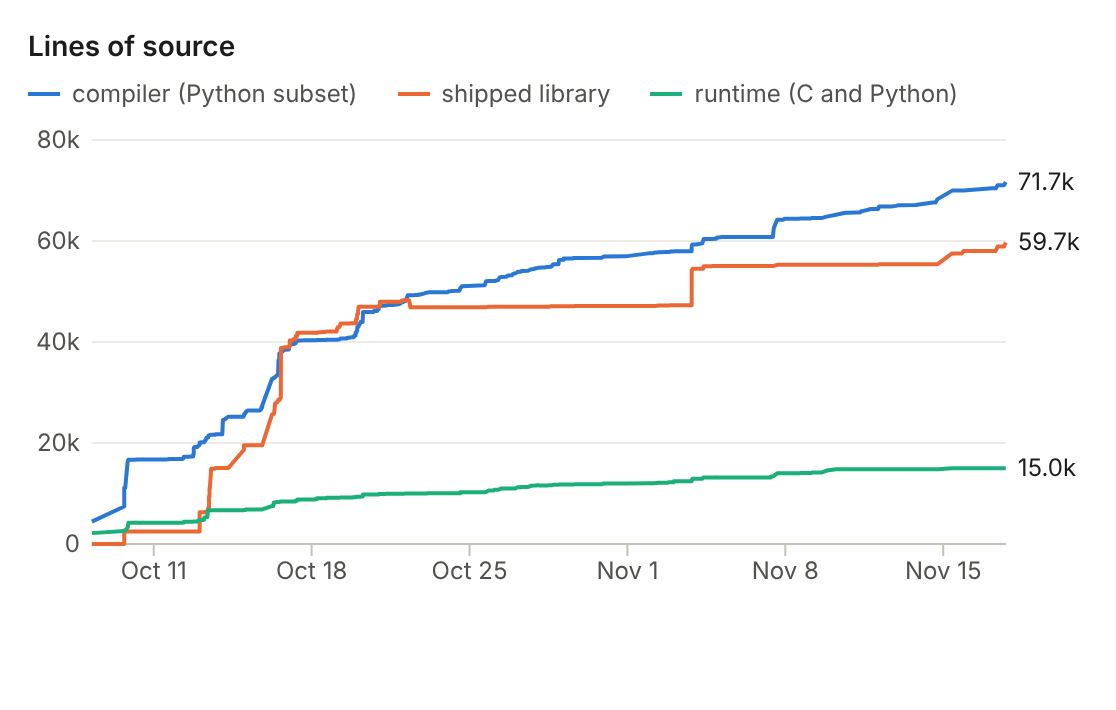 Lines of source
compiler (Python subset) shipped library runtime (C and Python)
80k
71.7k
60k
59.7k
40k
20k
15.0k
0
Oct 11 Oct 18 Oct 25 Nov 1 Nov 8 Nov 15